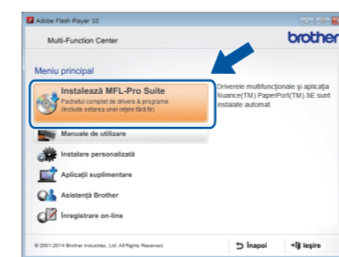 Adobe Flash Player 10
Multi-Function Center
brother
Meniu principal
Instalează MFL-Pro Suite
Pachetul complet de drivere & programe
(include setarea unei rețele fără fir)
Driverele multifuncționale și aplicația
Nuance(TM) PaperPort(TM) SE sunt
instalate automat.
Manuale de utilizare
Instalare personalizată
Aplicații suplimentare
Asistență Brother
Înregistrare on-line
© 2001-2014 Brother Industries, Ltd. All Rights Reserved.
Înapoi
Ieșire